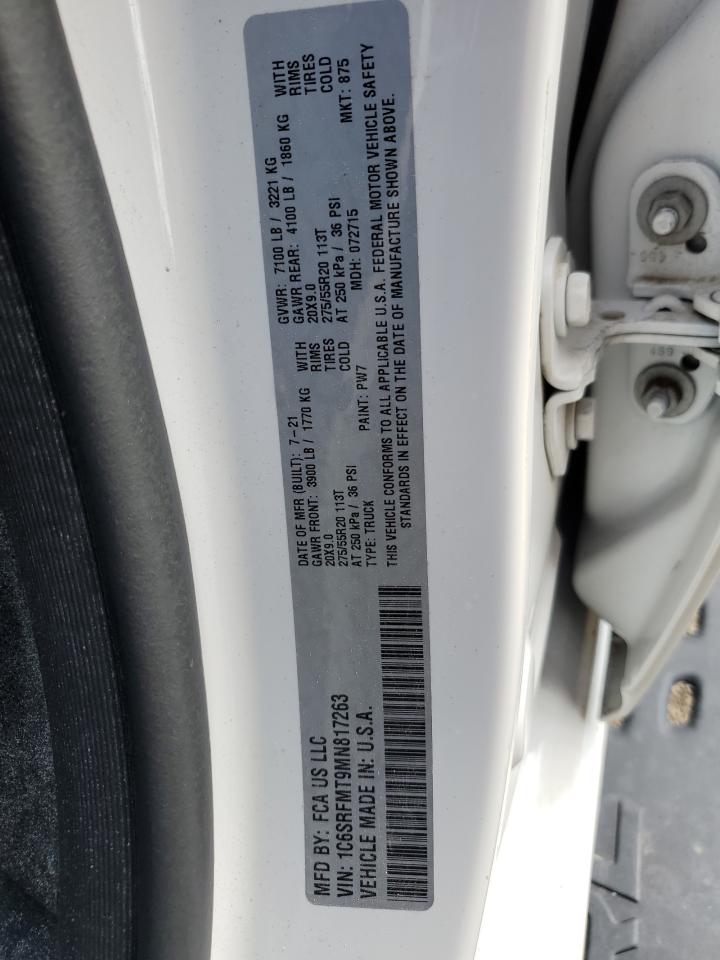 MFD BY: FCA US LLC
VIN: 1C6SRFMT9MN817263
VEHICLE MADE IN: U.S.A.
DATE OF MFR (BUILT): 7-21 GVWR: 7100 LB / 3221 KG
GAWR FRONT: 3900 LB / 1770 KG WITH GAWR REAR: 4100 LB / 1860 KG WITH
20X9.0 RIMS 20X9.0 RIMS
275/55R20 113T TIRES 275/55R20 113T TIRES
AT 250 kPa / 36 PSI COLD AT 250 kPa / 36 PSI COLD
TYPE: TRUCK PAINT: PW7 MDH: 072715 MKT: 875
THIS VEHICLE CONFORMS TO ALL APPLICABLE U.S.A. FEDERAL MOTOR VEHICLE SAFETY
STANDARDS IN EFFECT ON THE DATE OF MANUFACTURE SHOWN ABOVE.